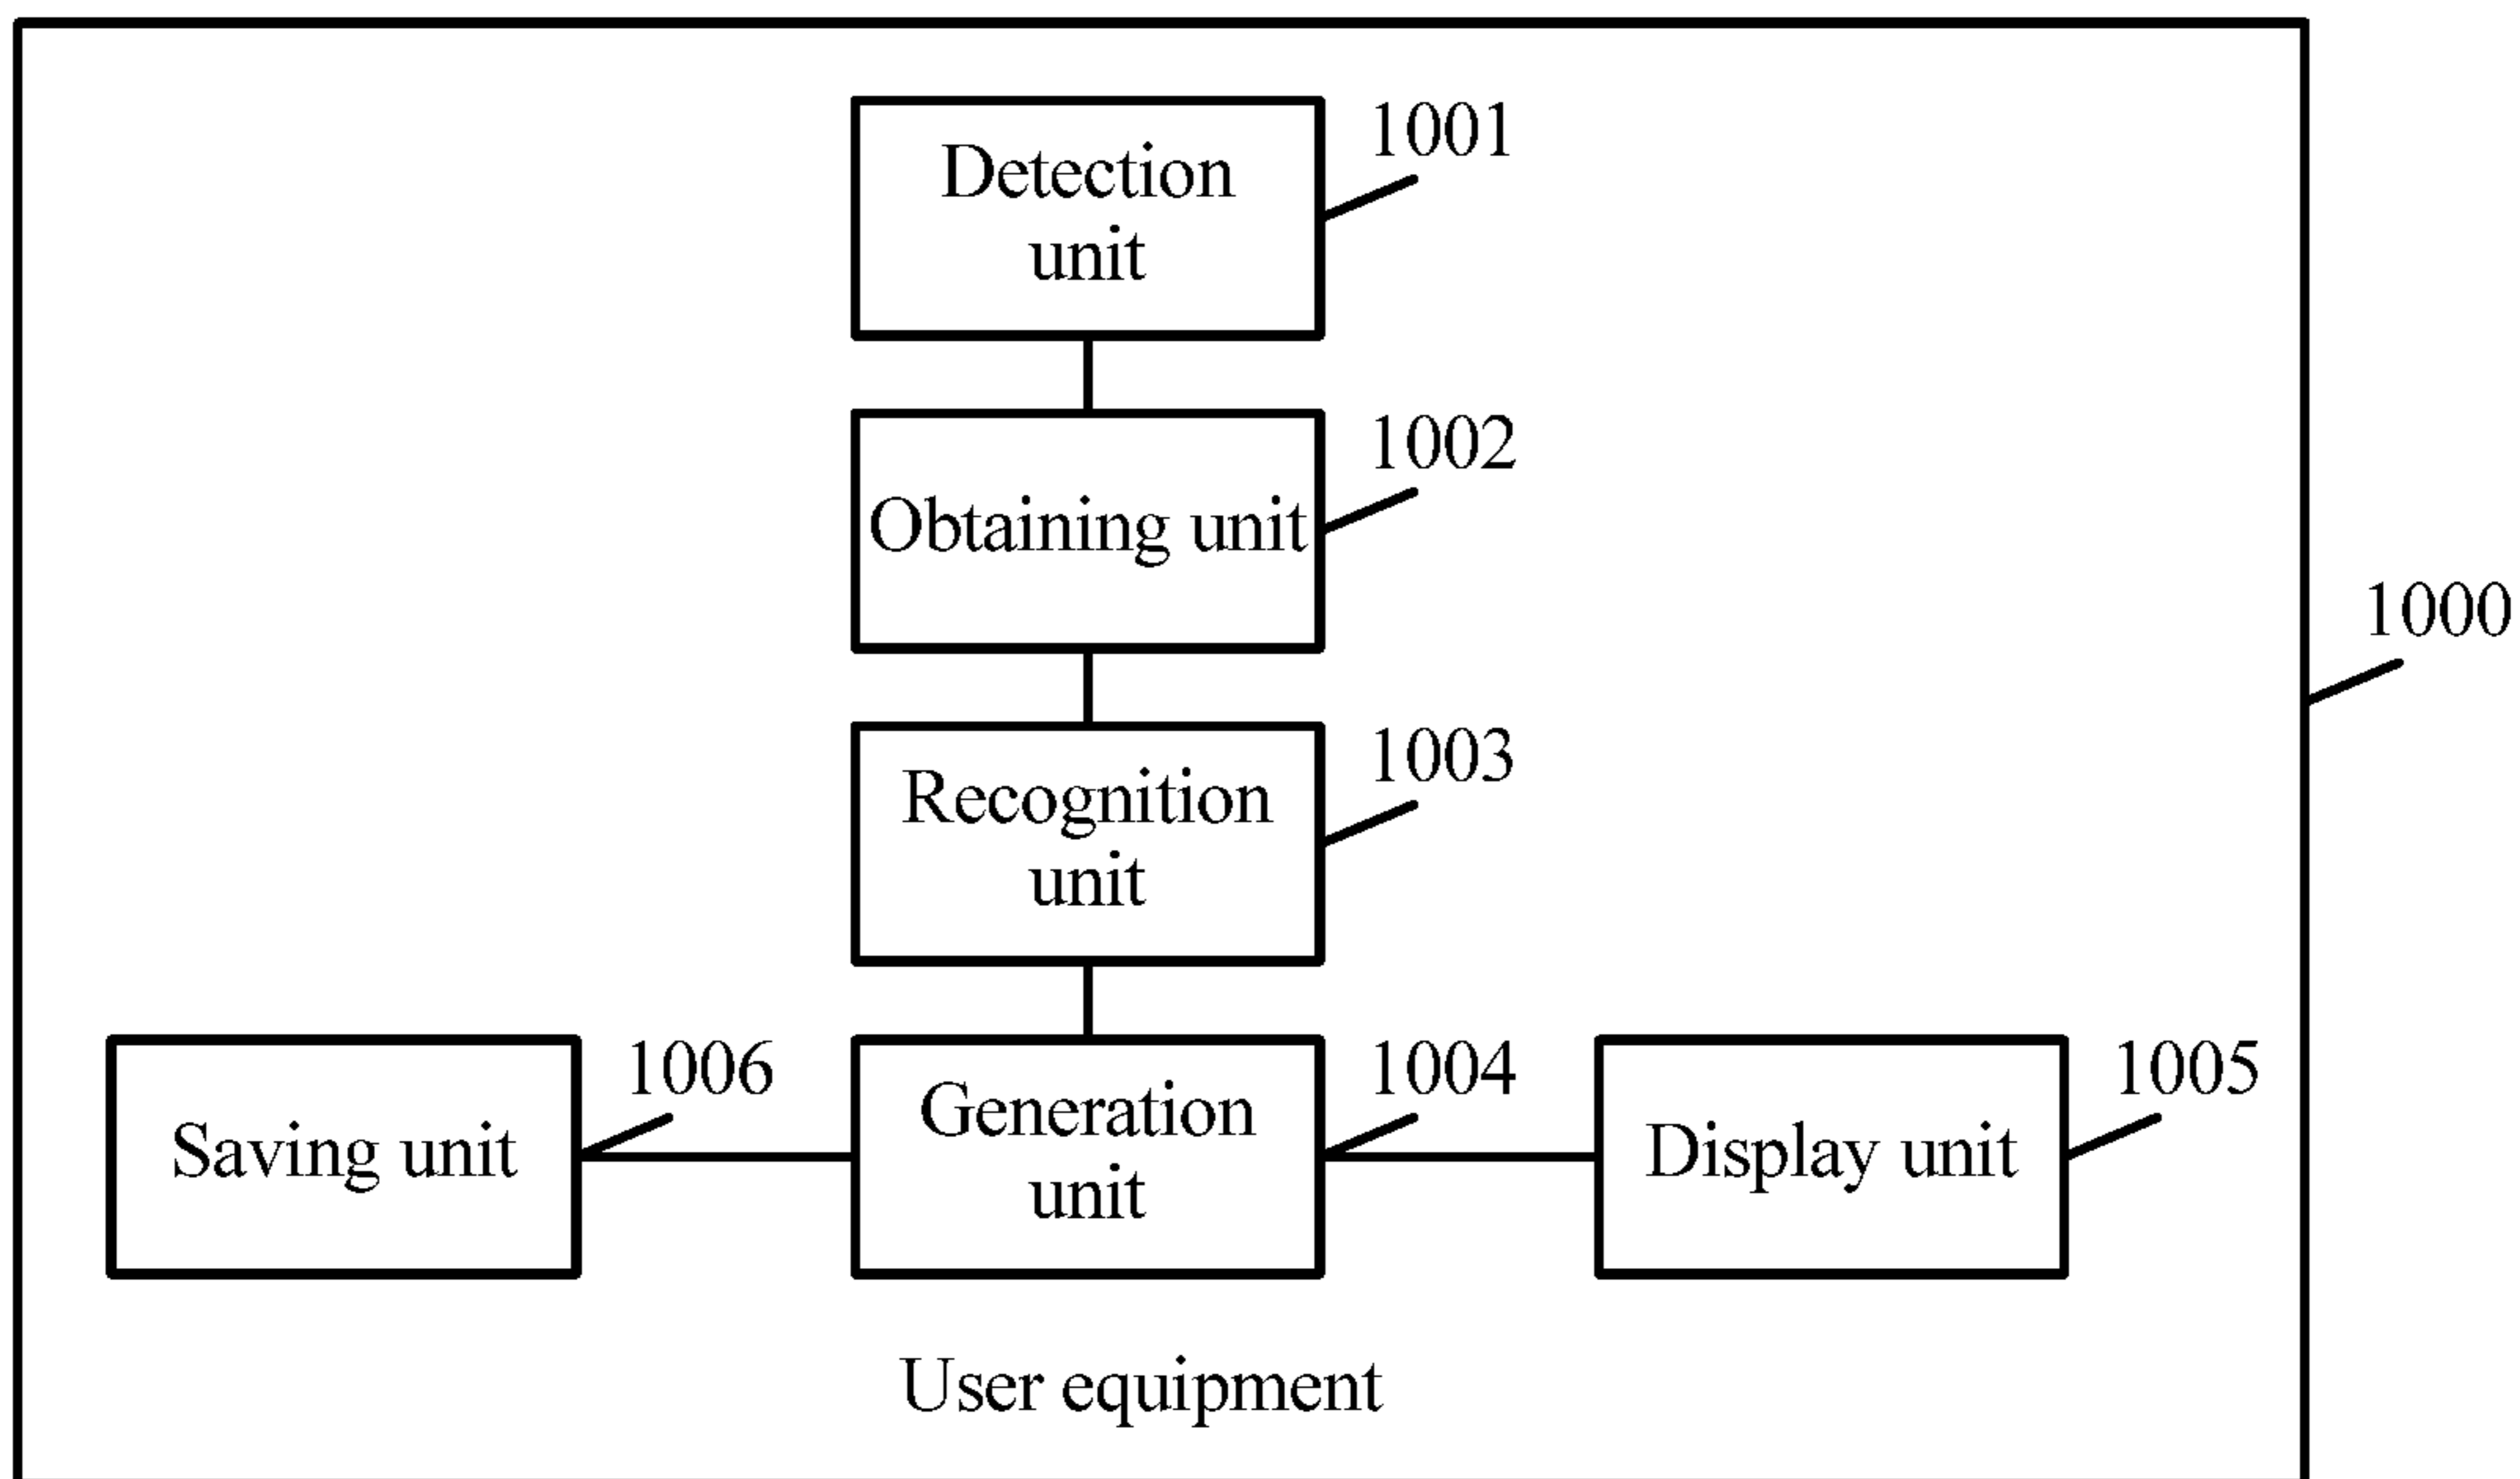 1001
Detection
unit
1002
Obtaining unit
1000
1003
Recognition
unit
1006
1004
1005
Saving unit
Generation
unit
Display unit
User equipment